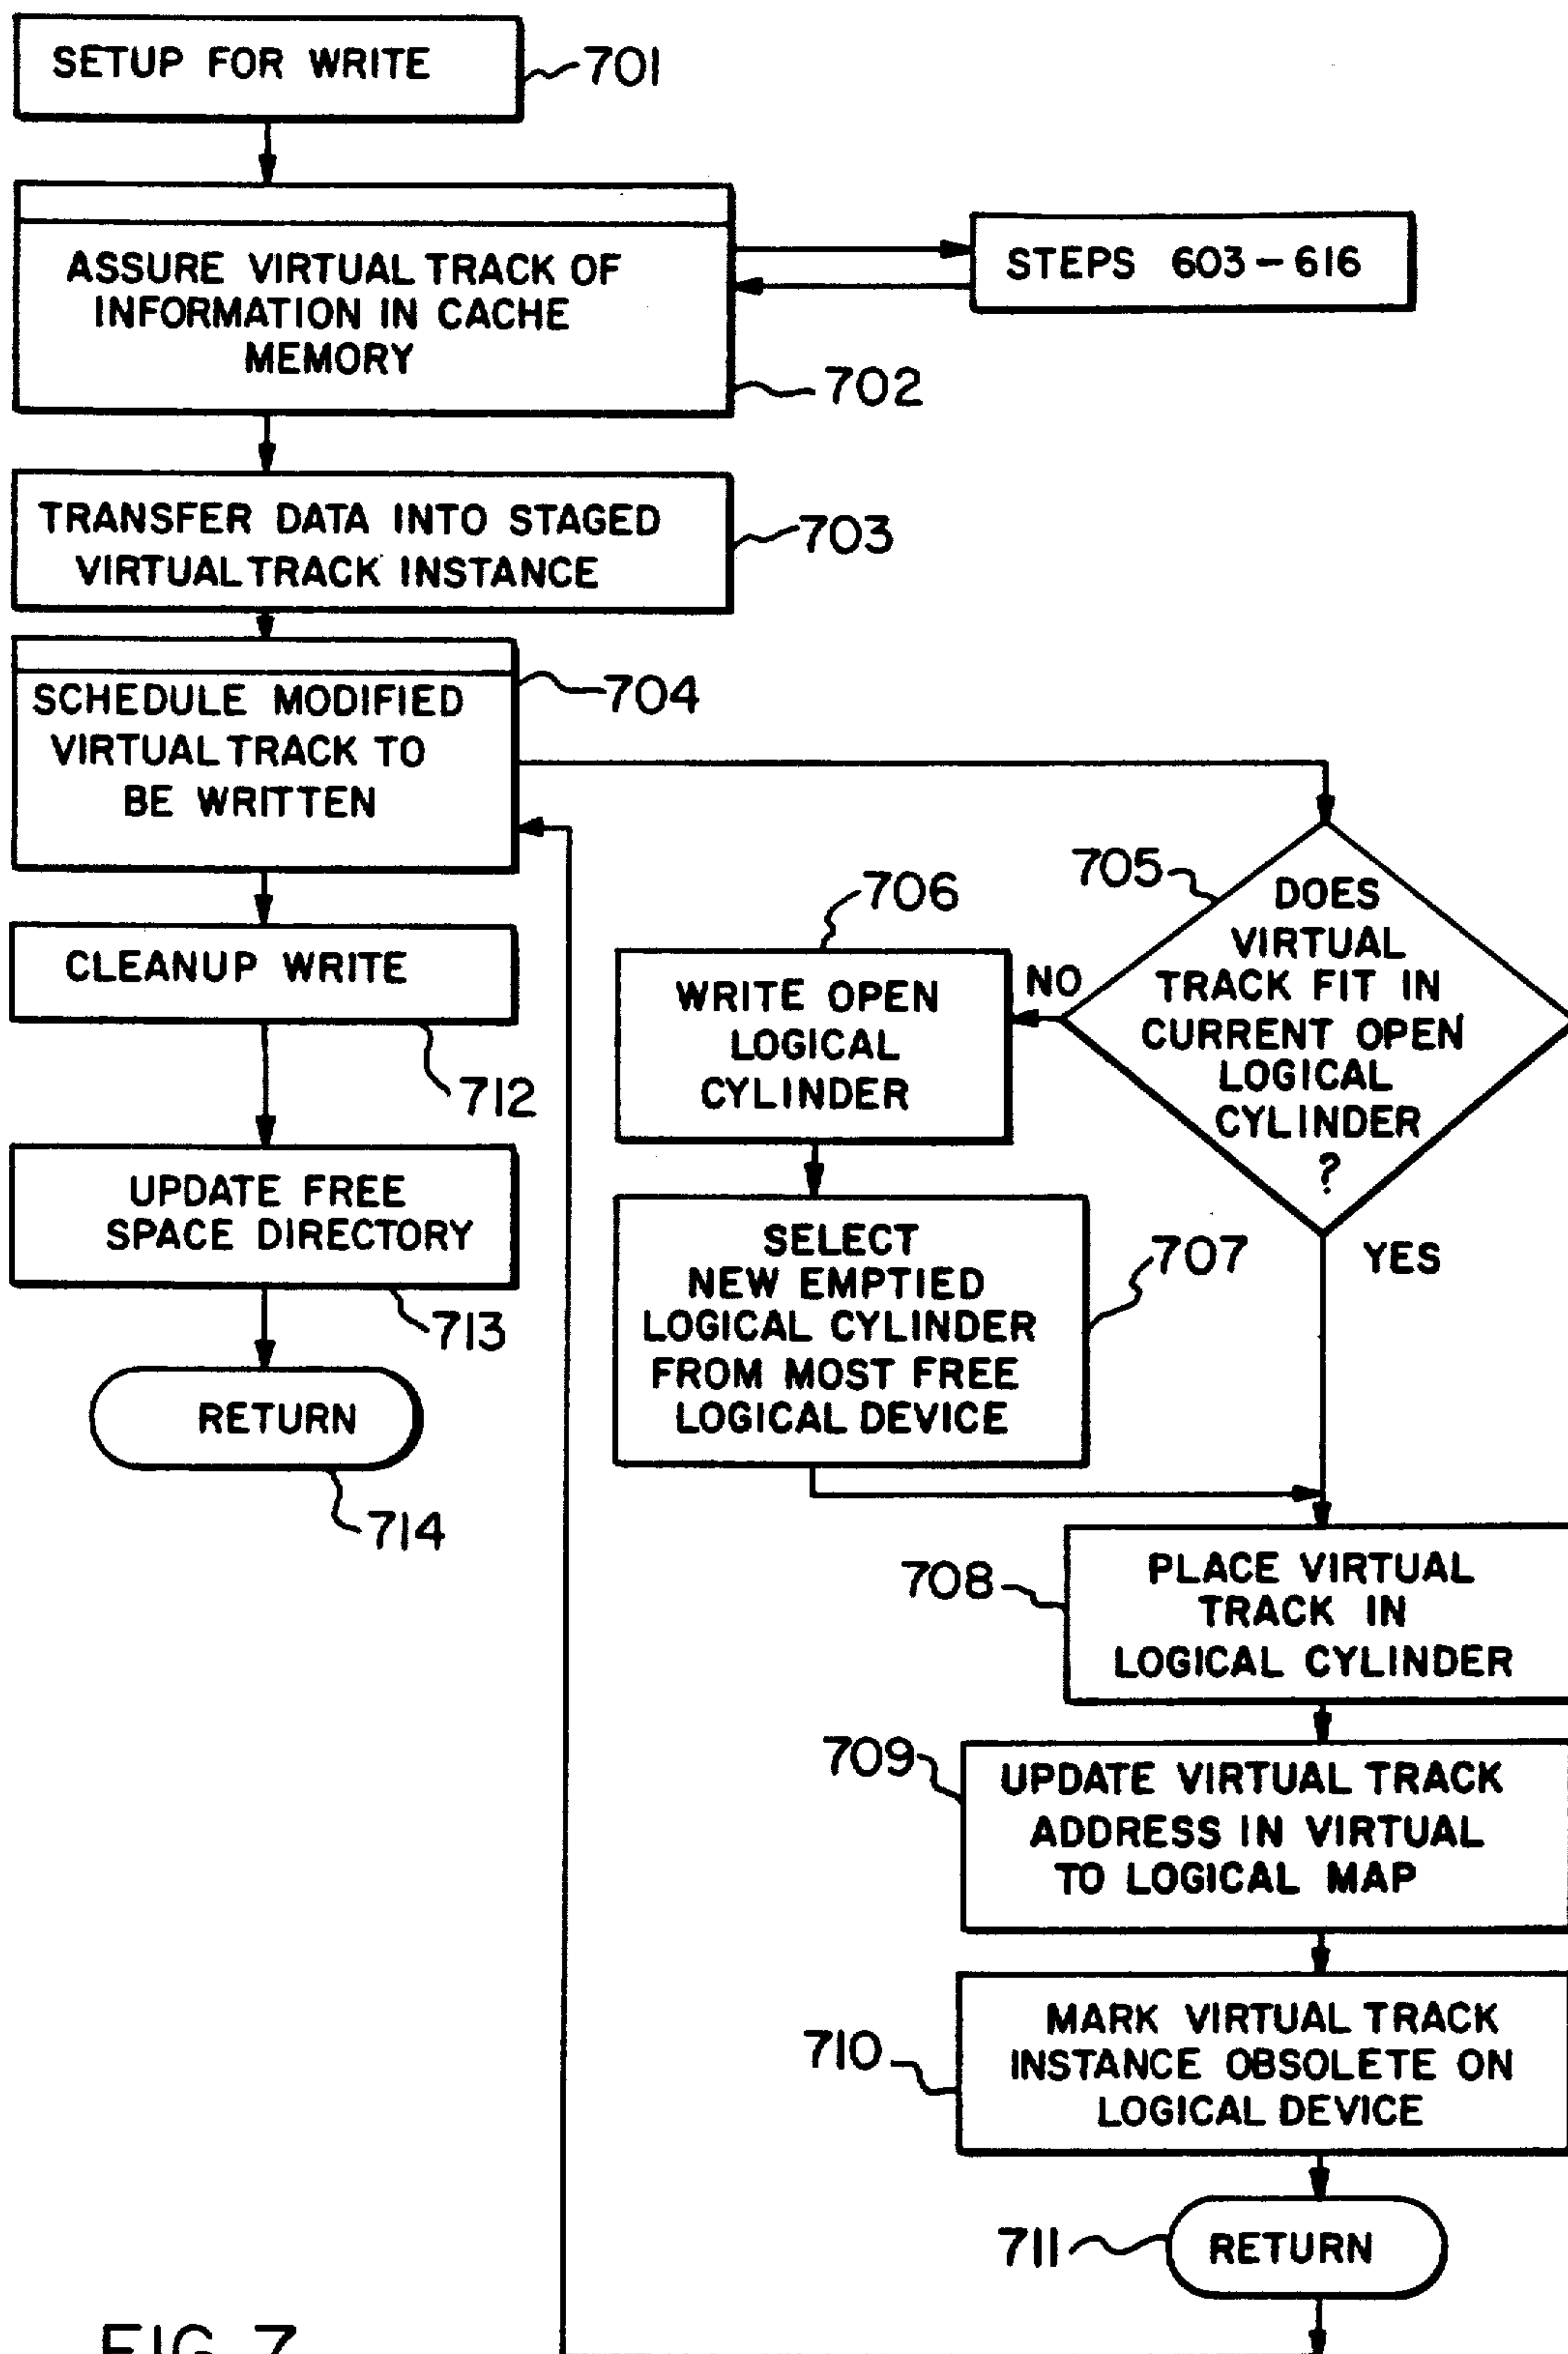 SETUP FOR WRITE
701
ASSURE VIRTUAL TRACK OF
INFORMATION IN CACHE
MEMORY
702
STEPS 603-616
TRANSFER DATA INTO STAGED
VIRTUAL TRACK INSTANCE
703
SCHEDULE MODIFIED
VIRTUAL TRACK TO
BE WRITTEN
704
705
DOES
VIRTUAL
TRACK FIT IN
CURRENT OPEN
LOGICAL
CYLINDER
?
NO
YES
706
WRITE OPEN
LOGICAL
CYLINDER
CLEANUP WRITE
712
SELECT
NEW EMPTIED
LOGICAL CYLINDER
FROM MOST FREE
LOGICAL DEVICE
707
UPDATE FREE
SPACE DIRECTORY
713
RETURN
714
708
PLACE VIRTUAL
TRACK IN
LOGICAL CYLINDER
709
UPDATE VIRTUAL TRACK
ADDRESS IN VIRTUAL
TO LOGICAL MAP
710
MARK VIRTUAL TRACK
INSTANCE OBSOLETE ON
LOGICAL DEVICE
711
RETURN
FIG. 7